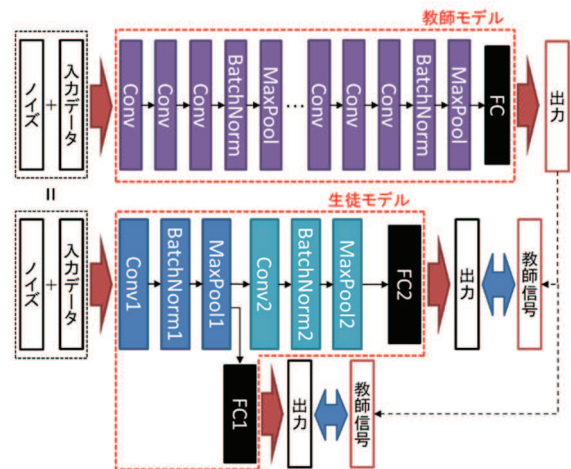 教師モデル
ノイズ
+
入力データ
Conv
Conv
Conv
BatchNorm
MaxPool
...
Conv
Conv
Conv
BatchNorm
MaxPool
FC
出力
=
生徒モデル
ノイズ
+
入力データ
Conv1
BatchNorm1
MaxPool1
Conv2
BatchNorm2
MaxPool2
FC2
出力
教師信号
FC1
出力
教師信号